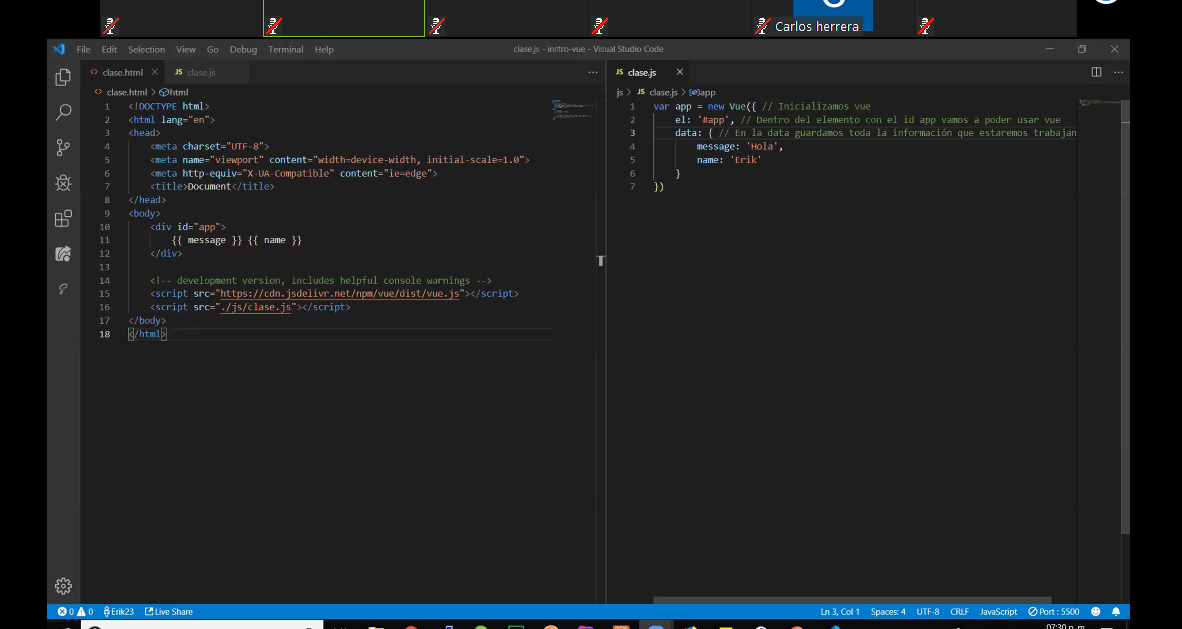 Carlos herrera
File Edit Selection View Go Debug Terminal Help
clase.js - instro-vue - Visual Studio Code
<> clase.html × JS clase.js ···
JS clase.js ×
<> clase.html > html
js > JS clase.js > app
1 <!DOCTYPE html>
2 <html lang="en">
3 <head>
4 <meta charset="UTF-8">
5 <meta name="viewport" content="width=device-width, initial-scale=1.0">
6 <meta http-equiv="X-UA-Compatible" content="ie=edge">
7 <title>Document</title>
8 </head>
9 <body>
10 <div id="app">
11 {{ message }} {{ name }}
12 </div>
13
14 <!-- development version, includes helpful console warnings -->
15 <script src="https://cdn.jsdelivr.net/npm/vue/dist/vue.js"></script>
16 <script src="./js/clase.js"></script>
17 </body>
18 </html>
1 var app = new Vue({ // Inicializamos vue
2 el: '#app', // Dentro del elemento con el id app vamos a poder usar vue
3 data: { // En la data guardamos toda la información que estaremos trabajan
4 message: 'Hola',
5 name: 'Erik'
6 }
7 })
0 0 Erik23 Live Share
Ln 3, Col 1 Spaces: 4 UTF-8 CRLF JavaScript Port : 5500
07:30 p. m.